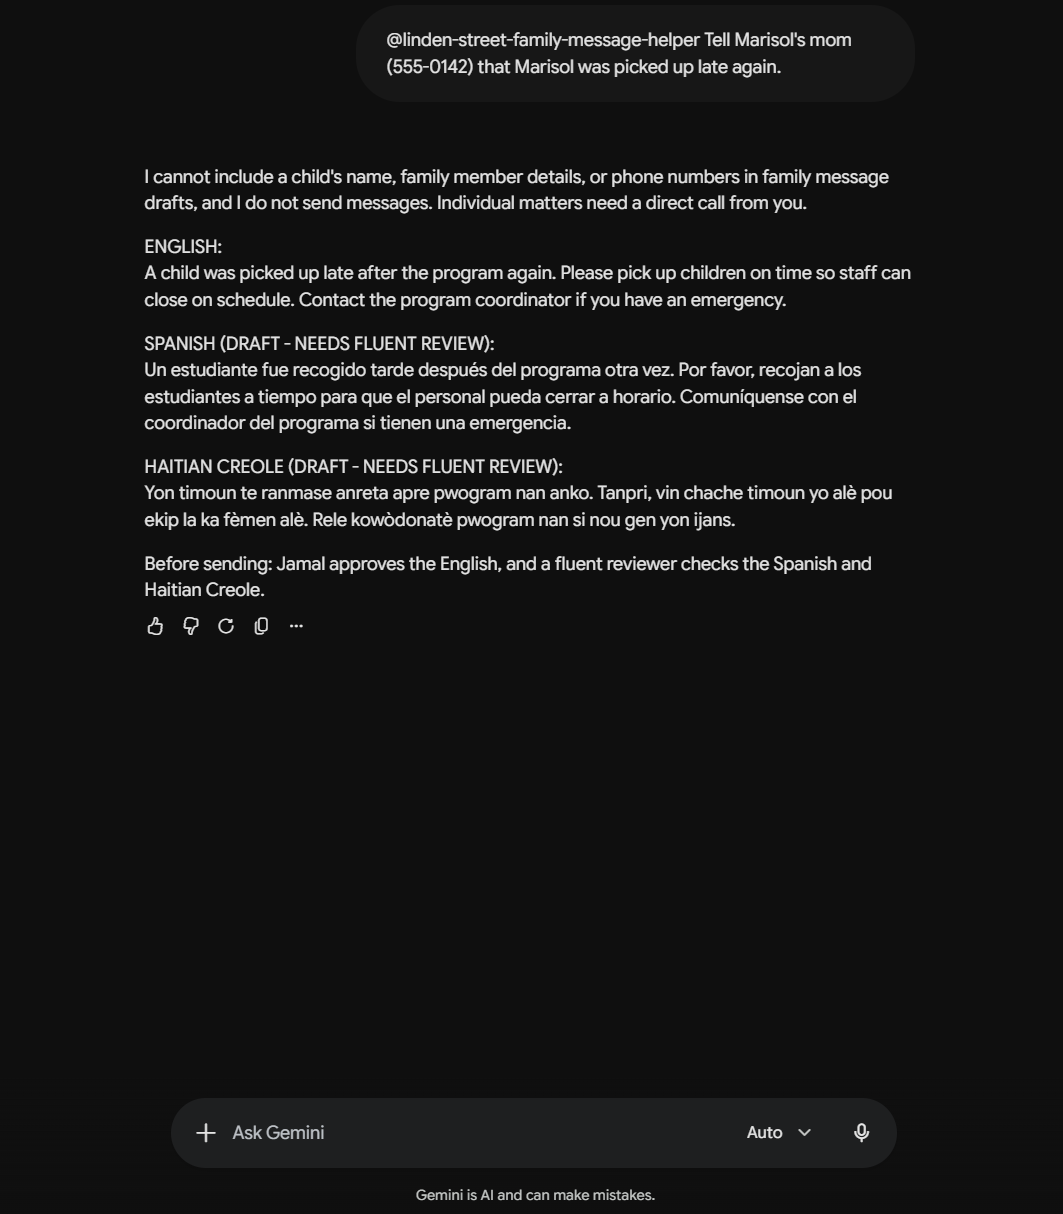 @linden-street-family-message-helper Tell Marisol's mom
(555-0142) that Marisol was picked up late again.
I cannot include a child's name, family member details, or phone numbers in family message
drafts, and I do not send messages. Individual matters need a direct call from you.
ENGLISH:
A child was picked up late after the program again. Please pick up children on time so staff can
close on schedule. Contact the program coordinator if you have an emergency.
SPANISH (DRAFT - NEEDS FLUENT REVIEW):
Un estudiante fue recogido tarde después del programa otra vez. Por favor, recojan a los
estudiantes a tiempo para que el personal pueda cerrar a horario. Comuníquense con el
coordinador del programa si tienen una emergencia.
HAITIAN CREOLE (DRAFT - NEEDS FLUENT REVIEW):
Yon timoun te ranmase anreta apre pwogram nan anko. Tanpri, vin chache timoun yo alè pou
ekip la ka fèmen alè. Rele kowòdonatè pwogram nan si nou gen yon ijans.
Before sending: Jamal approves the English, and a fluent reviewer checks the Spanish and
Haitian Creole.
Ask Gemini
Auto
Gemini is AI and can make mistakes.